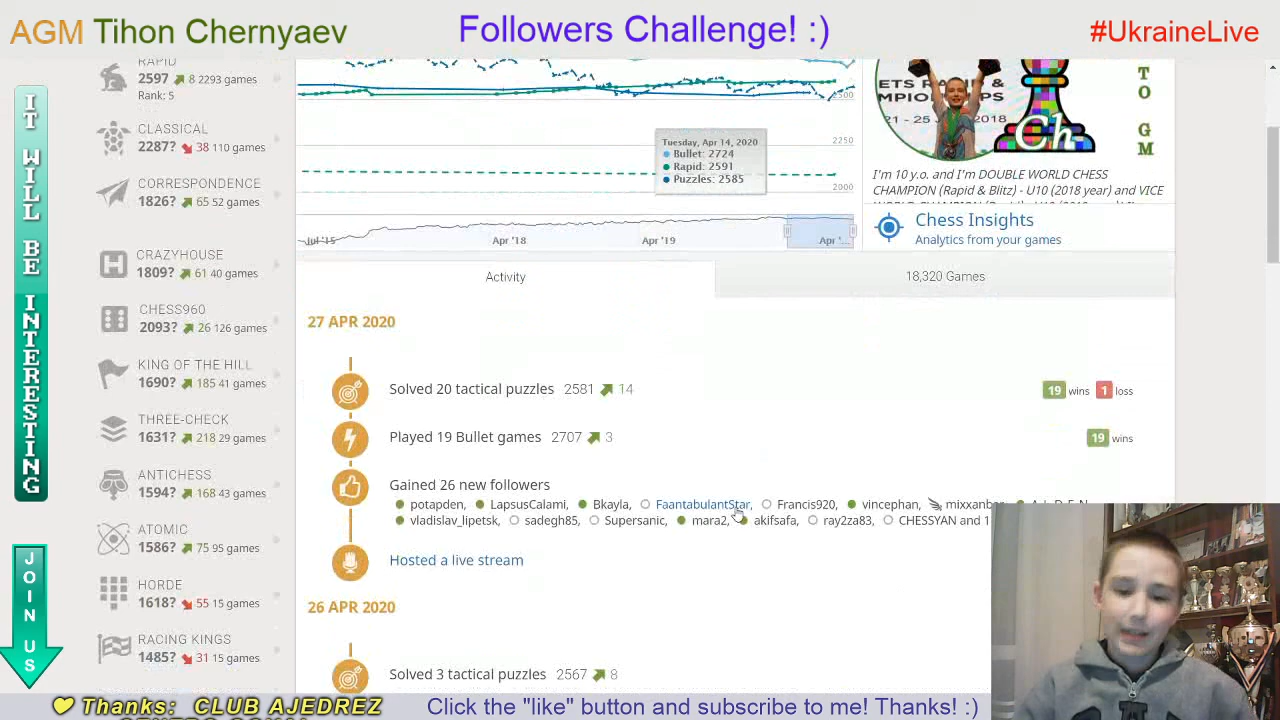 AGM Tihon Chernyaev
Followers Challenge! :)
#UkraineLive
IT WILL BE INTERESTING
JOIN US
RAPID
2597 8 2293 games
Rank: 5
CLASSICAL
2287? 38 110 games
CORRESPONDENCE
1826? 65 52 games
CRAZYHOUSE
1809? 61 40 games
CHESS960
2093? 26 126 games
KING OF THE HILL
1690? 185 41 games
THREE-CHECK
1631? 218 29 games
ANTICHESS
1594? 168 43 games
ATOMIC
1586? 75 95 games
HORDE
1618? 55 15 games
RACING KINGS
1485? 31 15 games
2500
2250
2000
Tuesday, Apr 14, 2020
Bullet: 2724
Rapid: 2591
Puzzles: 2585
Jul '15
Apr '18
Apr '19
Apr '...
21 - 25 2018
Ch
TO GM
I'm 10 y.o. and I'm DOUBLE WORLD CHESS
CHAMPION (Rapid & Blitz) - U10 (2018 year) and VICE
Chess Insights
Analytics from your games
Activity
18,320 Games
27 APR 2020
Solved 20 tactical puzzles 2581 14
19 wins 1 loss
Played 19 Bullet games 2707 3
19 wins
Gained 26 new followers
potapden, LapsusCalami, Bkayla, FaantabulantStar, Francis920, vincephan,
vladislav_lipetsk, sadegh85, Supersanic, mara2, akifsafa, ray2za83, CHESSYAN and 1
Hosted a live stream
26 APR 2020
Solved 3 tactical puzzles 2567 8
Thanks: CLUB AJEDREZ
Click the "like" button and subscribe to me! Thanks! :)